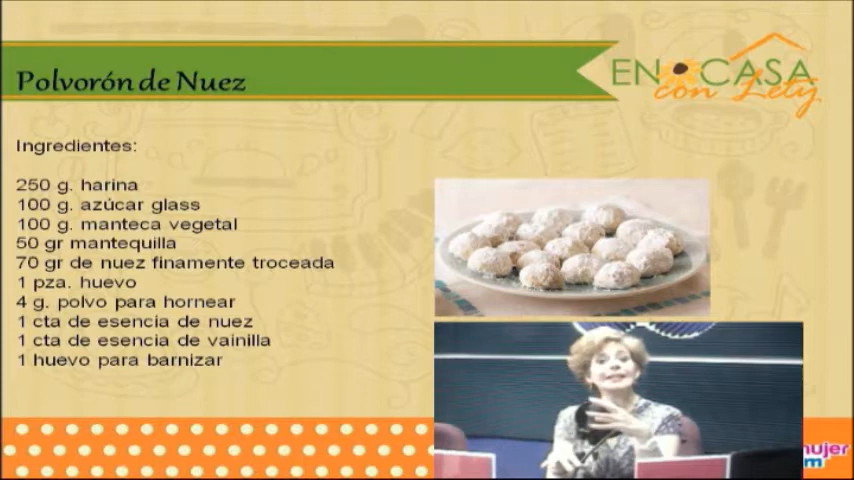 Polvorón de Nuez
EN CASA
con Lety
Ingredientes:
250 g. harina
100 g. azúcar glass
100 g. manteca vegetal
50 gr mantequilla
70 gr de nuez finamente troceada
1 pza. huevo
4 g. polvo para hornear
1 cta de esencia de nuez
1 cta de esencia de vainilla
1 huevo para barnizar